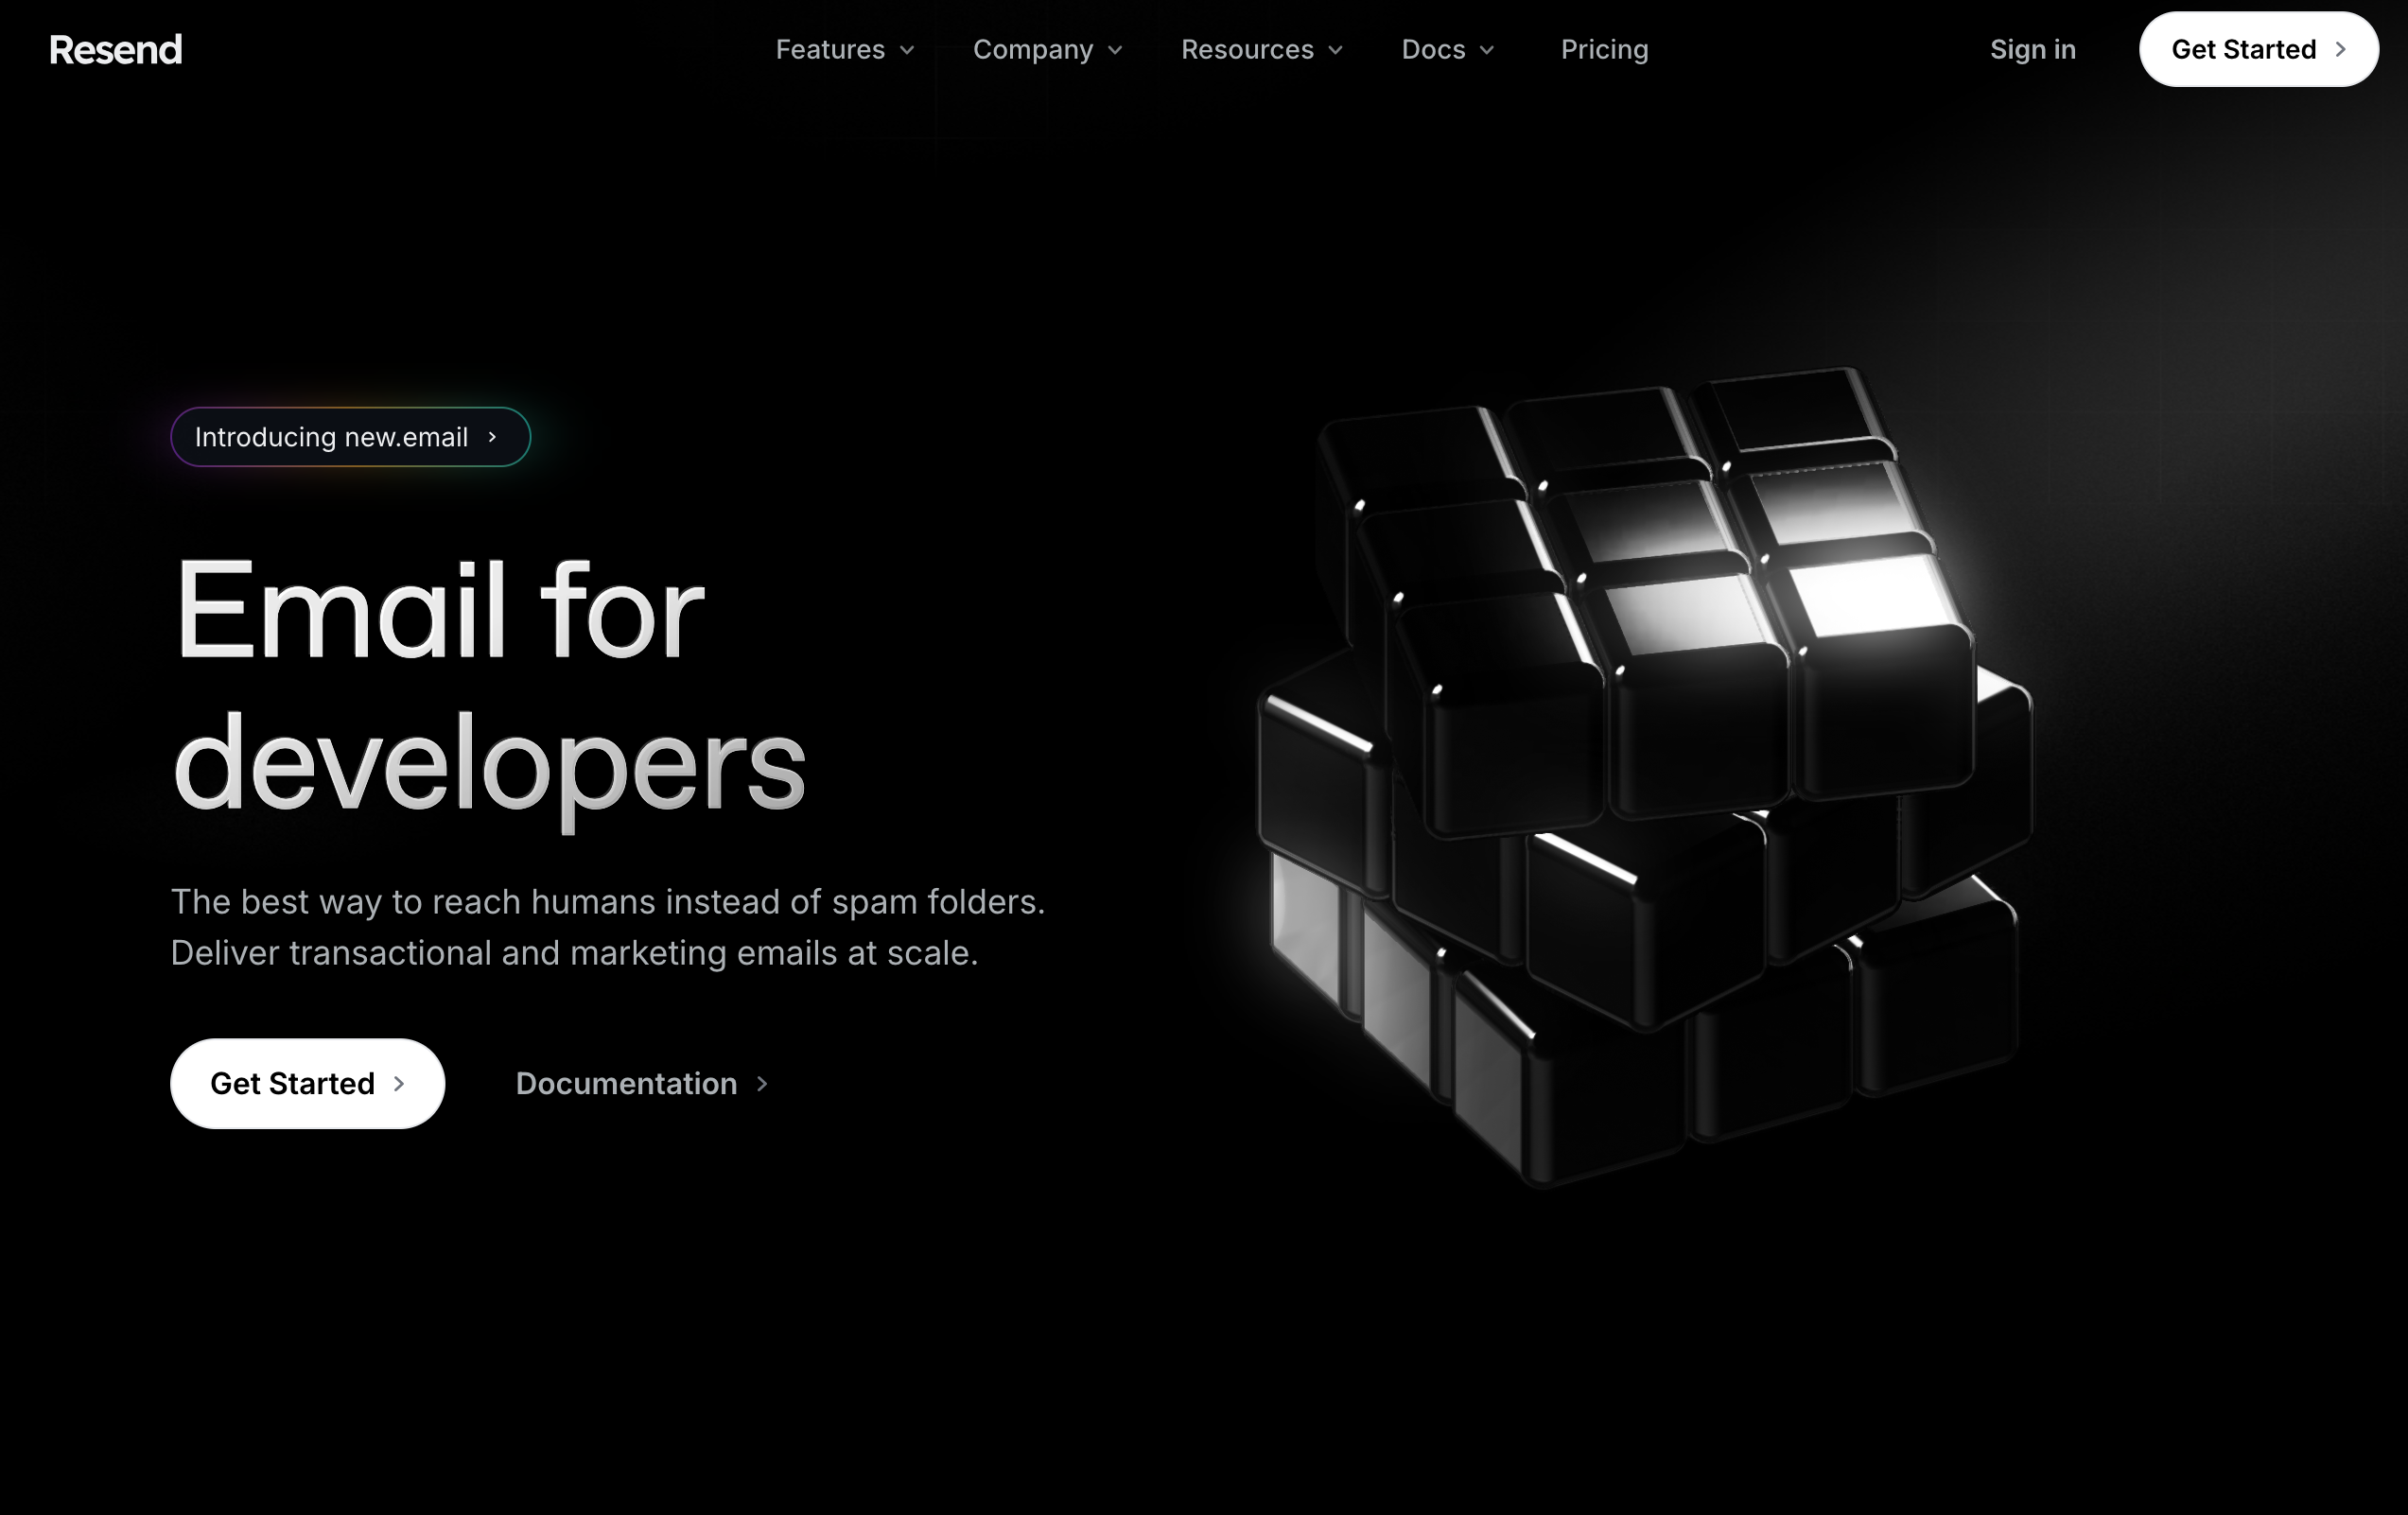 Resend
Features
Company
Resources
Docs
Pricing
Sign in
Get Started
Introducing new.email
Email for
developers
The best way to reach humans instead of spam folders.
Deliver transactional and marketing emails at scale.
Get Started
Documentation